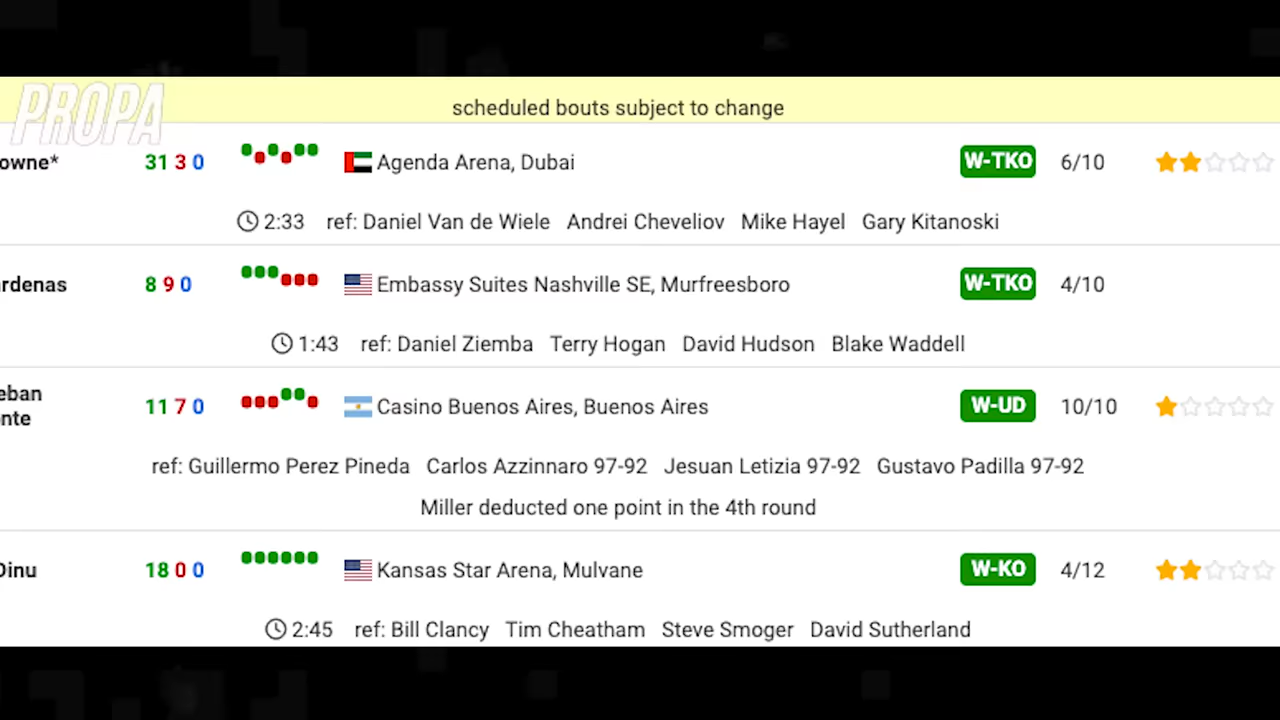 PROPA
scheduled bouts subject to change
owne* 31 3 0 Agenda Arena, Dubai W-TKO 6/10
2:33 ref: Daniel Van de Wiele Andrei Cheveliov Mike Hayel Gary Kitanoski
rdenas 8 9 0 Embassy Suites Nashville SE, Murfreesboro W-TKO 4/10
1:43 ref: Daniel Ziemba Terry Hogan David Hudson Blake Waddell
eban
nte 11 7 0 Casino Buenos Aires, Buenos Aires W-UD 10/10
ref: Guillermo Perez Pineda Carlos Azzinnaro 97-92 Jesuan Letizia 97-92 Gustavo Padilla 97-92
Miller deducted one point in the 4th round
Dinu 18 0 0 Kansas Star Arena, Mulvane W-KO 4/12
2:45 ref: Bill Clancy Tim Cheatham Steve Smoger David Sutherland